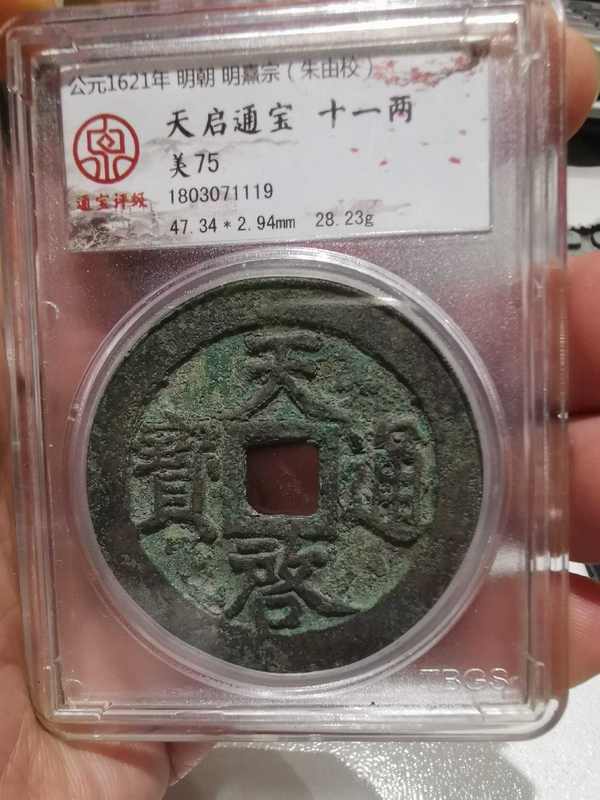 公元1621年 明朝 明熹宗（朱由校）
天启通宝 十一两
美75
1803071119
47.34*2.94mm 28.23g
通宝评级
天
寶 通
啓
TBGS